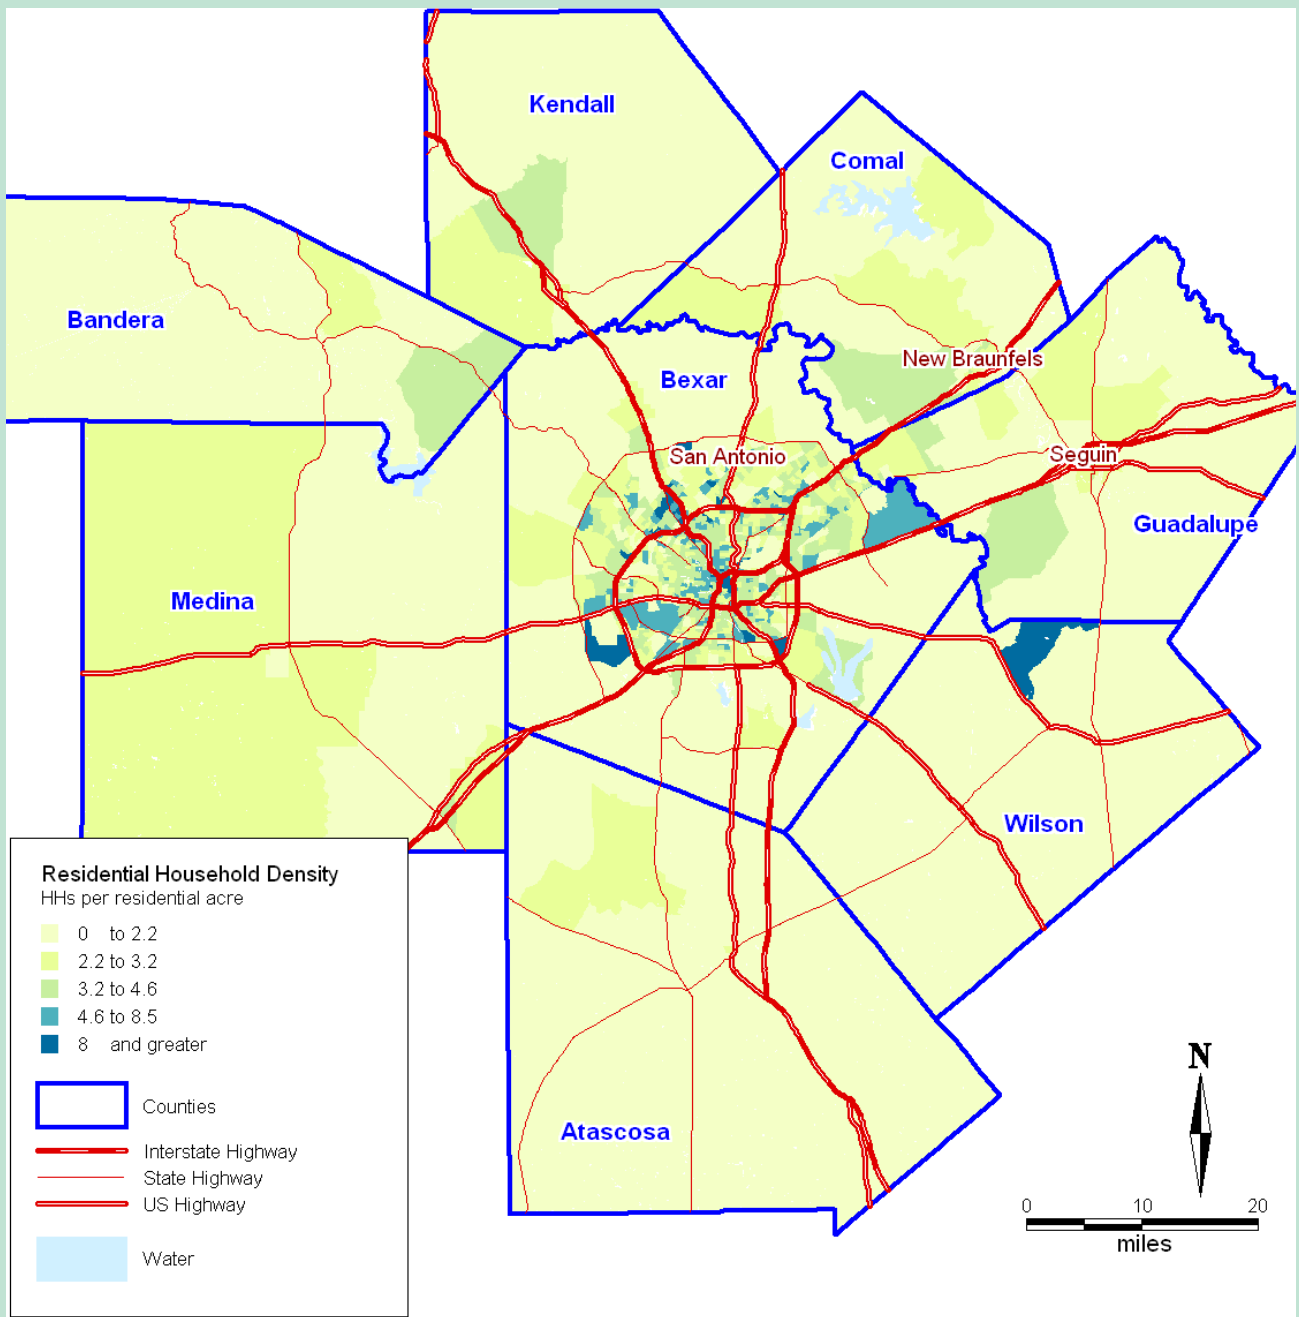 Kendall
Comal
Bandera
New Braunfels
Bexar
San Antonio
Seguin
Guadalupe
Medina
Wilson
Atascosa
Residential Household Density
HHs per residential acre
0 to 2.2
2.2 to 3.2
3.2 to 4.6
4.6 to 8.5
8 and greater
Counties
Interstate Highway
State Highway
US Highway
Water
N
0 10 20
miles